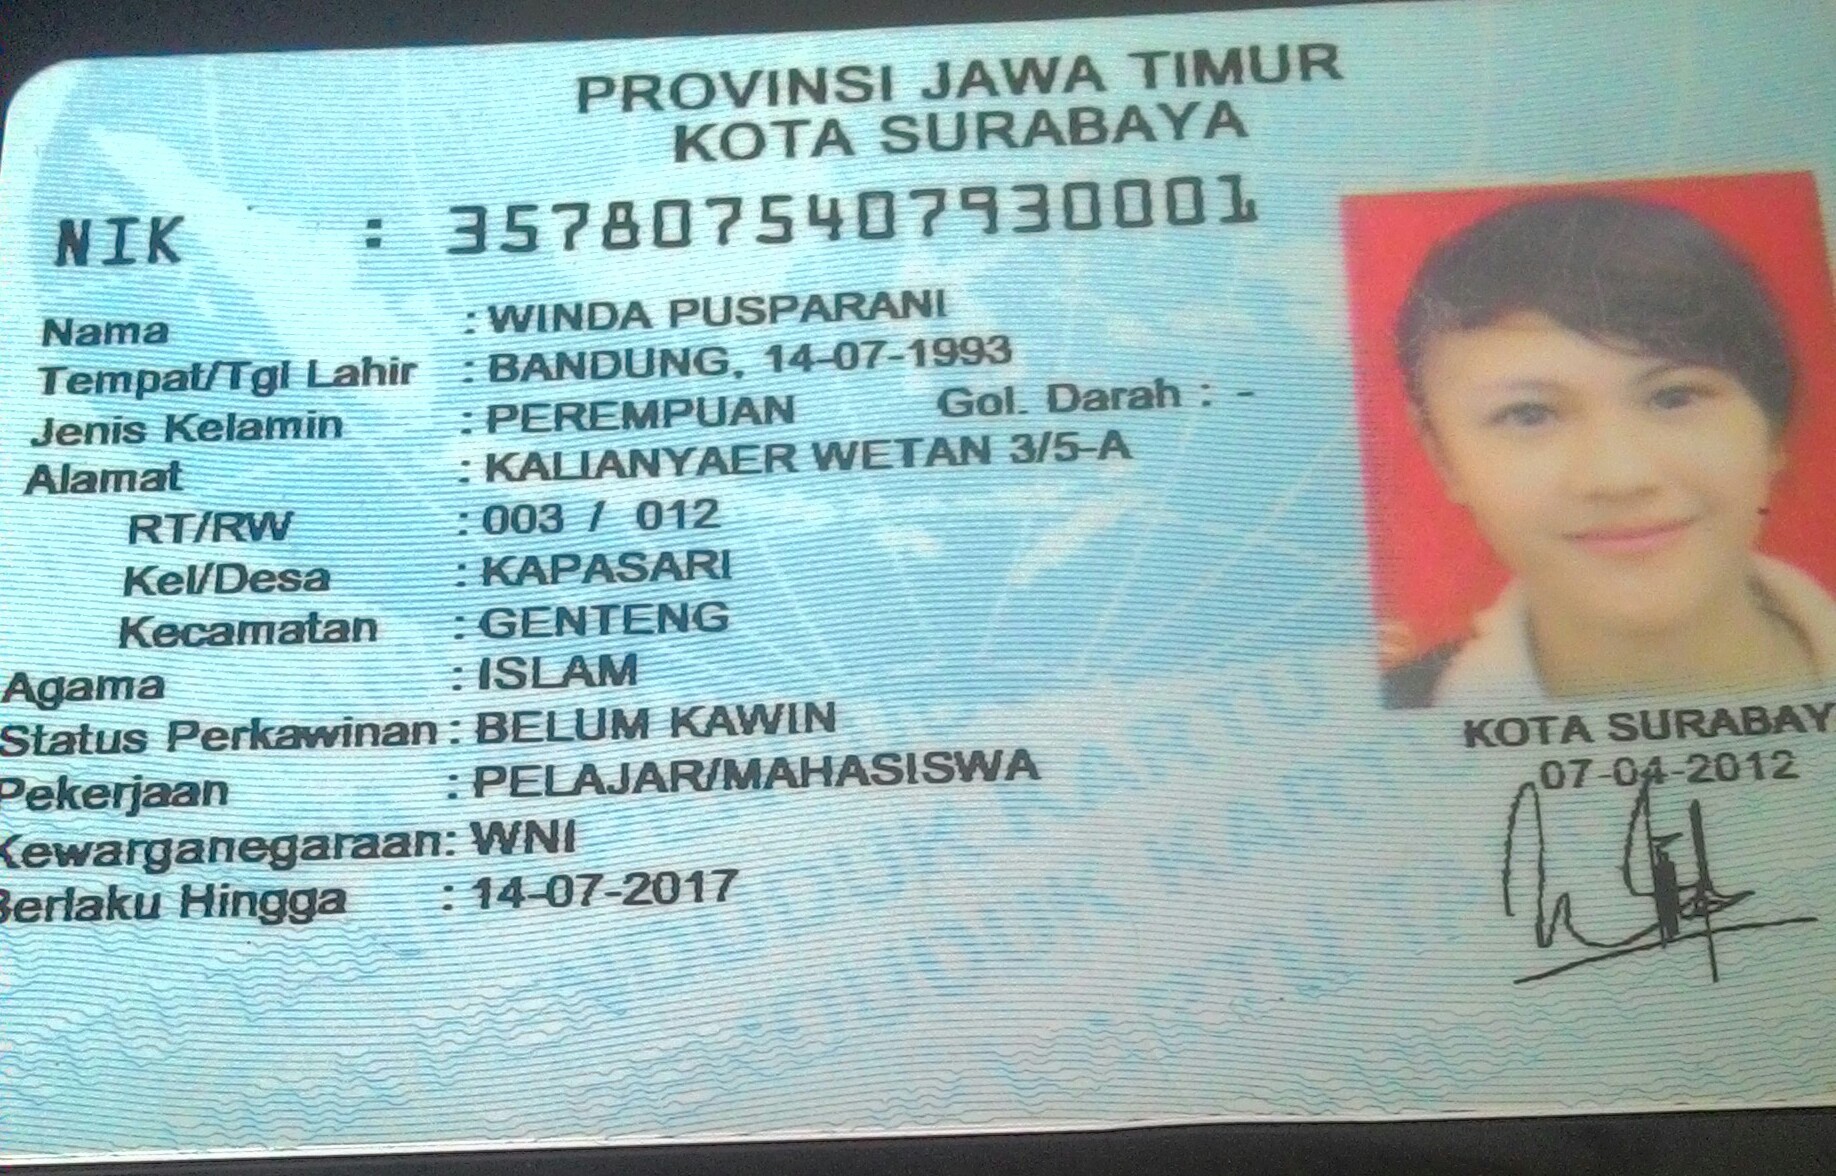 PROVINSI JAWA TIMUR
KOTA SURABAYA
NIK : 3578075407930001
Nama : WINDA PUSPARANI
Tempat/Tgl Lahir : BANDUNG, 14-07-1993
Jenis Kelamin : PEREMPUAN Gol. Darah : -
Alamat : KALIANYAER WETAN 3/5-A
RT/RW : 003 / 012
Kel/Desa : KAPASARI
Kecamatan : GENTENG
Agama : ISLAM
Status Perkawinan : BELUM KAWIN
Pekerjaan : PELAJAR/MAHASISWA
Kewarganegaraan : WNI
Berlaku Hingga : 14-07-2017
KOTA SURABAY
07-04-2012